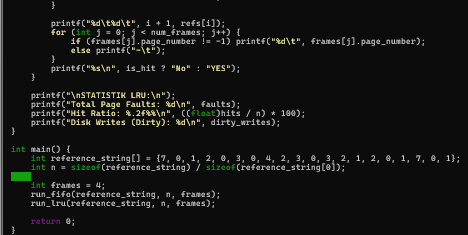 }
printf("%d\t%d\t", i + 1, refs[i]);
for (int j = 0; j < num_frames; j++) {
if (frames[j].page_number != -1) printf("%d\t", frames[j].page_number);
else printf("-\t");
}
printf("%s\n", is_hit ? "No" : "YES");
}
printf("\nSTATISTIK LRU:\n");
printf("Total Page Faults: %d\n", faults);
printf("Hit Ratio: %.2f%%\n", ((float)hits / n) * 100);
printf("Disk Writes (Dirty): %d\n", dirty_writes);
}
int main() {
int reference_string[] = {7, 0, 1, 2, 0, 3, 0, 4, 2, 3, 0, 3, 2, 1, 2, 0, 1, 7, 0, 1};
int n = sizeof(reference_string) / sizeof(reference_string[0]);
int frames = 4;
run_fifo(reference_string, n, frames);
run_lru(reference_string, n, frames);
return 0;
}